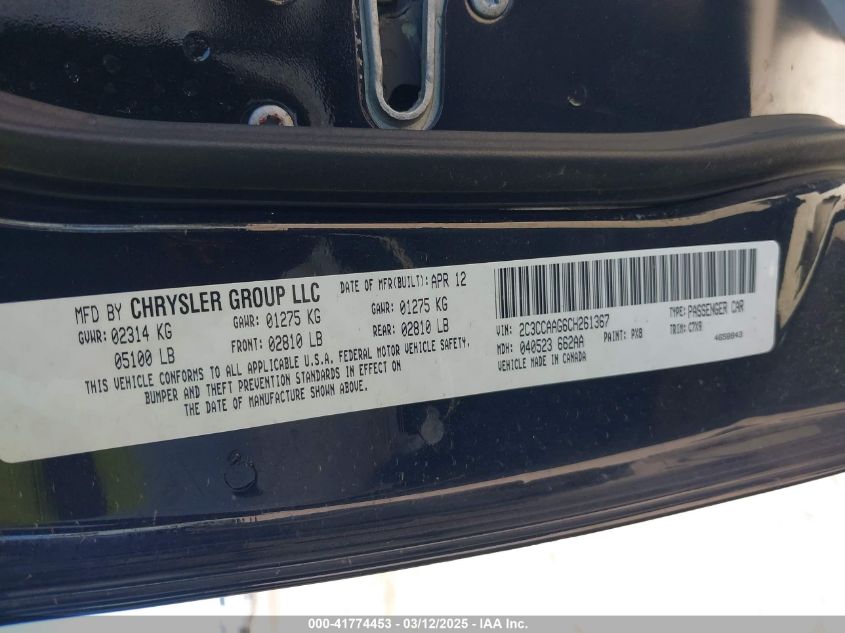 MFD BY CHRYSLER GROUP LLC DATE OF MFR(BUILT): APR 12
GVWR: 02314 KG GAWR: 01275 KG GAWR: 01275 KG
05100 LB FRONT: 02810 LB REAR: 02810 LB
THIS VEHICLE CONFORMS TO ALL APPLICABLE U.S.A. FEDERAL MOTOR VEHICLE SAFETY,
BUMPER AND THEFT PREVENTION STANDARDS IN EFFECT ON
THE DATE OF MANUFACTURE SHOWN ABOVE.
VIN: 2C3CCAAG6CH261367 TYPE: PASSENGER CAR
MDH: 040523 662AA PAINT: PX8 TRIM: C7X9
VEHICLE MADE IN CANADA 4658843
000-41774453 - 03/12/2025 - IAA Inc.